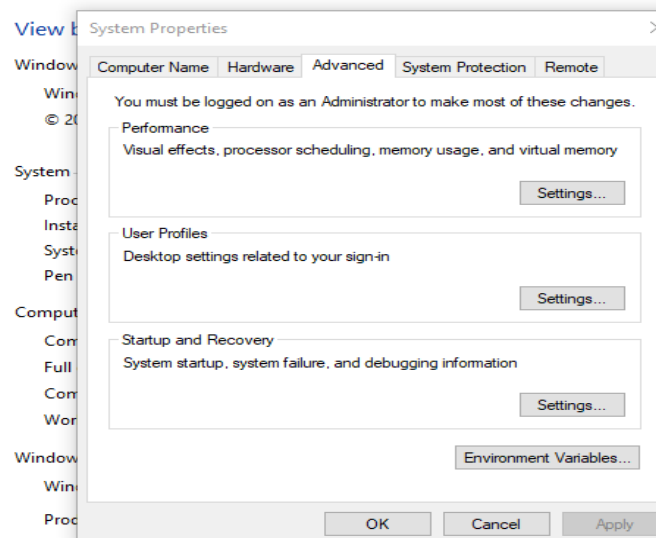 View b
System Properties
Computer Name Hardware Advanced System Protection Remote
You must be logged on as an Administrator to make most of these changes.
Performance
Visual effects, processor scheduling, memory usage, and virtual memory
Settings...
User Profiles
Desktop settings related to your sign-in
Settings...
Startup and Recovery
System startup, system failure, and debugging information
Settings...
Environment Variables...
OK Cancel Apply
Window
Win
© 20
System
Proc
Insta
Syst
Pen
Comput
Com
Full
Com
Wor
Window
Win
Proc